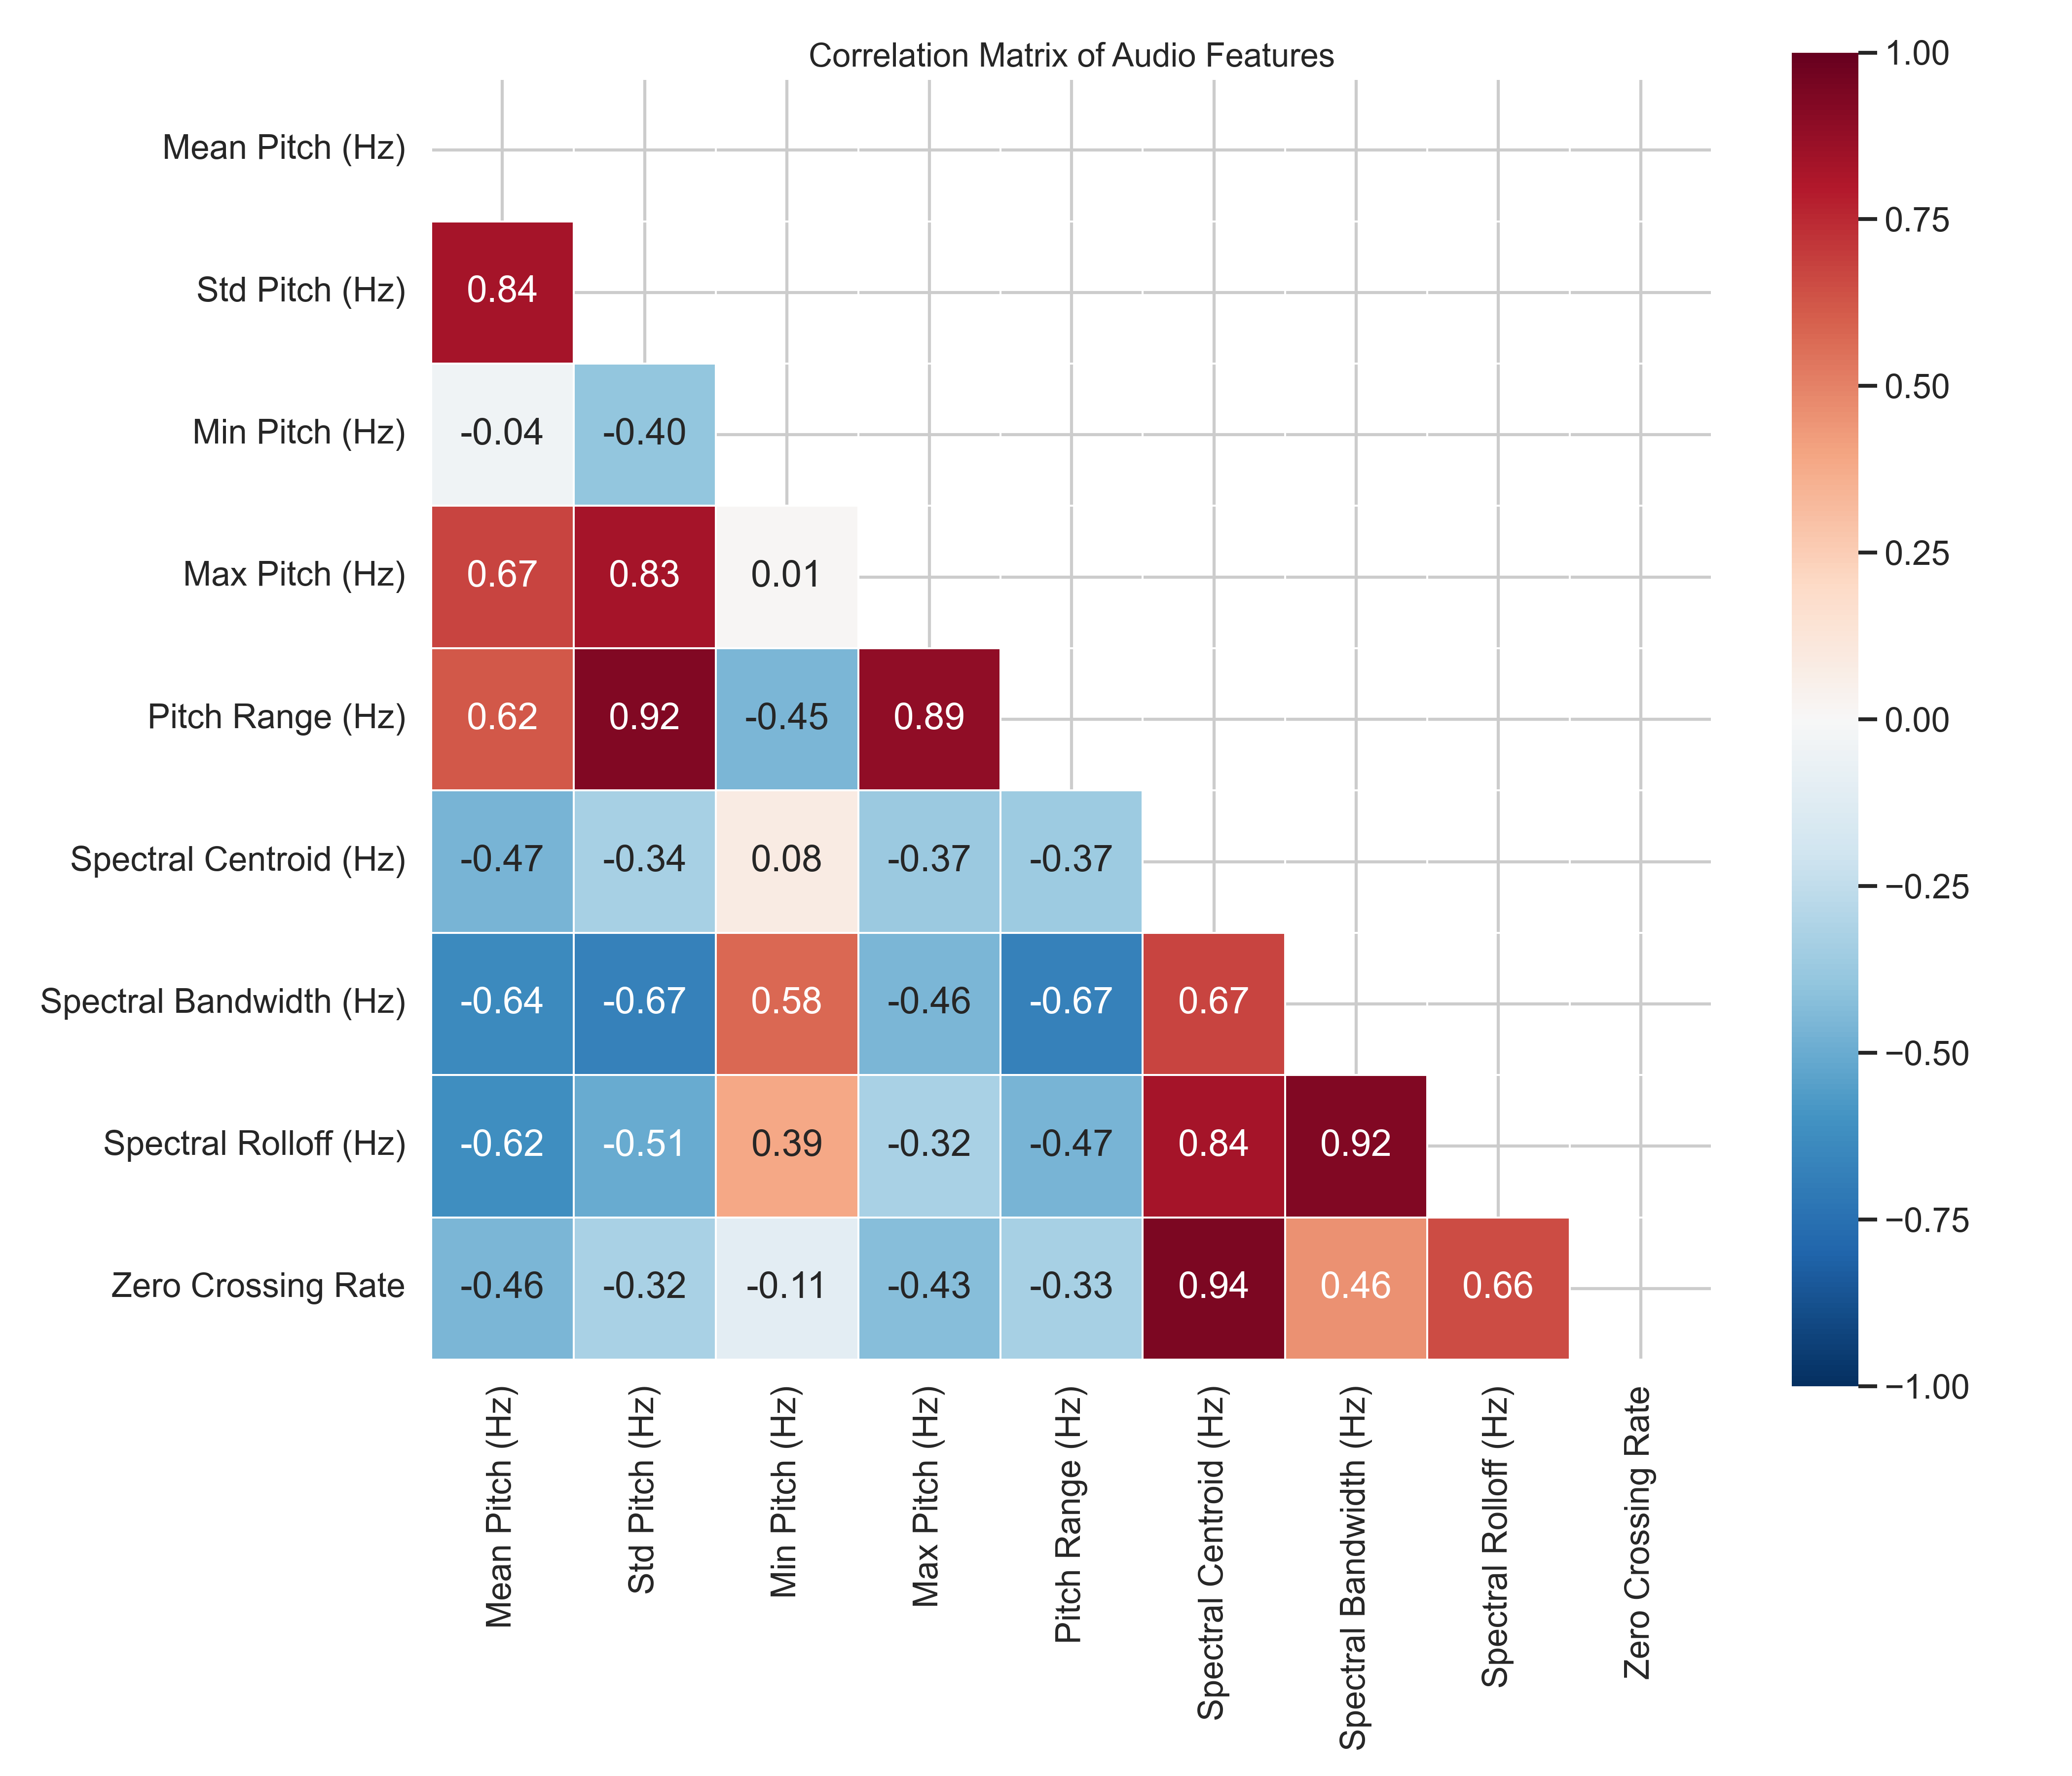 Correlation Matrix of Audio Features
Mean Pitch (Hz)
Std Pitch (Hz) 0.84
Min Pitch (Hz) -0.04 -0.40
Max Pitch (Hz) 0.67 0.83 0.01
Pitch Range (Hz) 0.62 0.92 -0.45 0.89
Spectral Centroid (Hz) -0.47 -0.34 0.08 -0.37 -0.37
Spectral Bandwidth (Hz) -0.64 -0.67 0.58 -0.46 -0.67 0.67
Spectral Rolloff (Hz) -0.62 -0.51 0.39 -0.32 -0.47 0.84 0.92
Zero Crossing Rate -0.46 -0.32 -0.11 -0.43 -0.33 0.94 0.46 0.66
Mean Pitch (Hz)
Std Pitch (Hz)
Min Pitch (Hz)
Max Pitch (Hz)
Pitch Range (Hz)
Spectral Centroid (Hz)
Spectral Bandwidth (Hz)
Spectral Rolloff (Hz)
Zero Crossing Rate
1.00
0.75
0.50
0.25
0.00
−0.25
−0.50
−0.75
−1.00